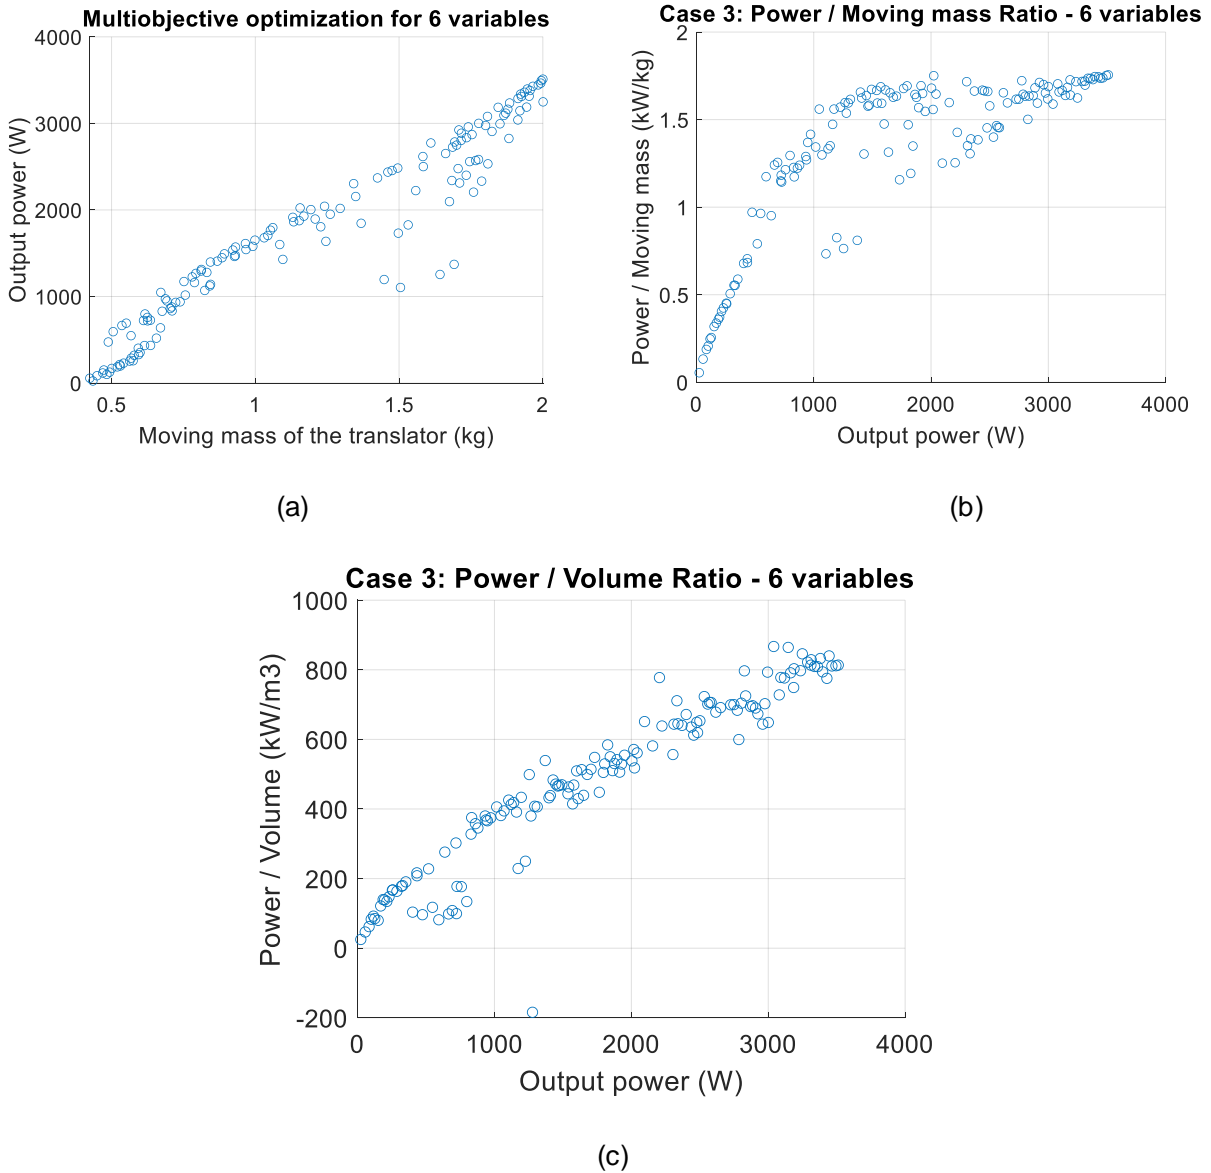 Multiobjective optimization for 6 variables
4000
3000
2000
1000
0
0.5
1
1.5
2
Output power (W)
Moving mass of the translator (kg)
(a)
Case 3: Power / Moving mass Ratio - 6 variables
2
1.5
1
0.5
0
0
1000
2000
3000
4000
Power / Moving mass (kW/kg)
Output power (W)
(b)
Case 3: Power / Volume Ratio - 6 variables
1000
800
600
400
200
0
-200
0
1000
2000
3000
4000
Power / Volume (kW/m3)
Output power (W)
(c)